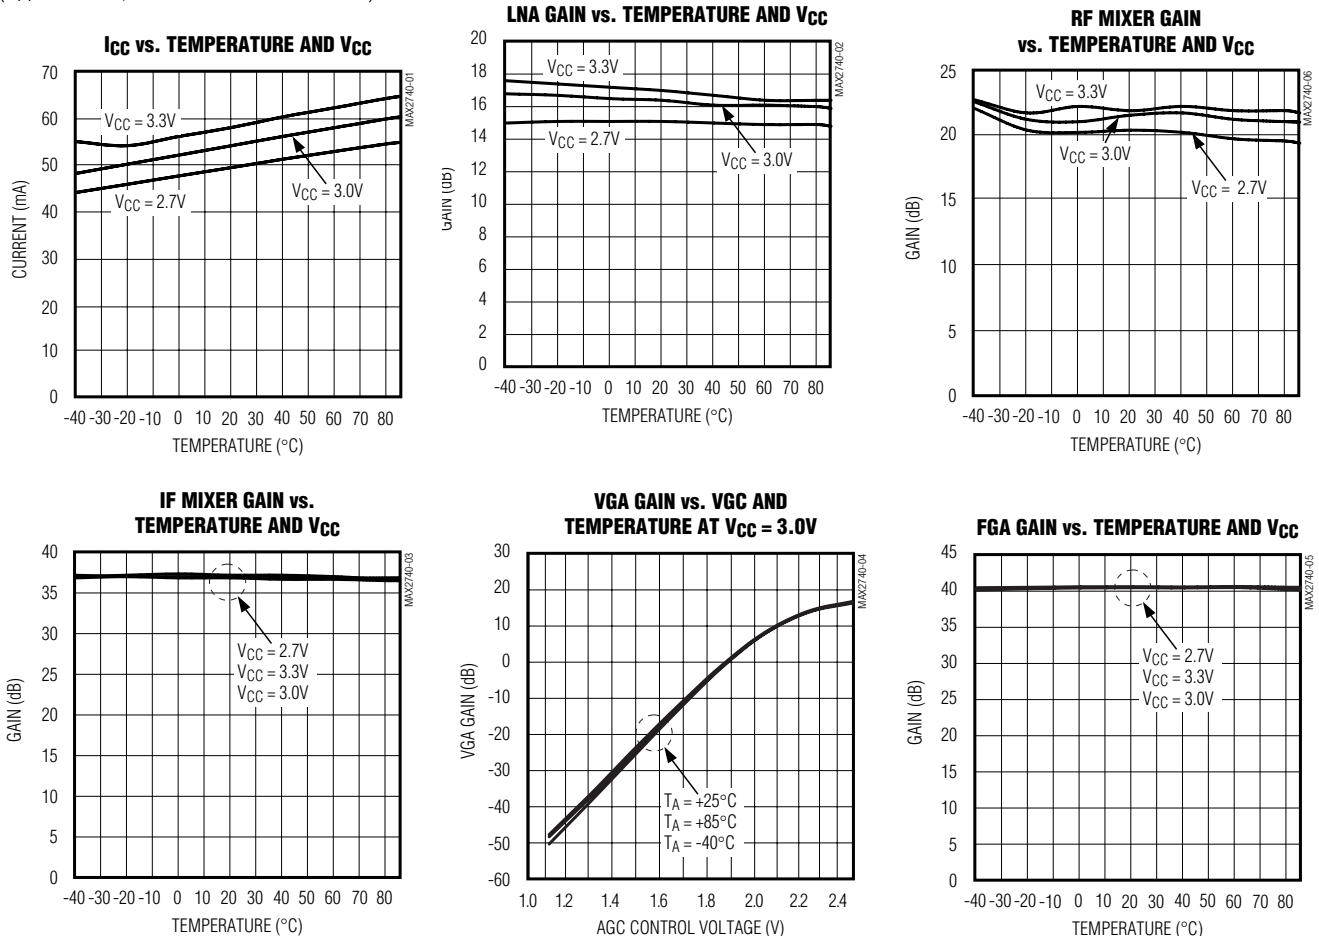 ICC vs. TEMPERATURE AND VCC
70
60
50
40
30
20
10
0
CURRENT (mA)
VCC = 3.3V
VCC = 3.0V
VCC = 2.7V
MAX2740-01
-40 -30 -20 -10 0 10 20 30 40 50 60 70 80
TEMPERATURE (°C)
LNA GAIN vs. TEMPERATURE AND VCC
20
18
16
14
12
10
8
6
4
2
0
GAIN (dB)
VCC = 3.3V
VCC = 2.7V
VCC = 3.0V
MAX2740-02
-40 -30 -20 -10 0 10 20 30 40 50 60 70 80
TEMPERATURE (°C)
RF MIXER GAIN
vs. TEMPERATURE AND VCC
25
20
15
10
5
0
GAIN (dB)
VCC = 3.3V
VCC = 3.0V
VCC = 2.7V
MAX2740-06
-40 -30 -20 -10 0 10 20 30 40 50 60 70 80
TEMPERATURE (°C)
IF MIXER GAIN vs.
TEMPERATURE AND VCC
40
35
30
25
20
15
10
5
0
GAIN (dB)
VCC = 2.7V
VCC = 3.3V
VCC = 3.0V
MAX2740-03
-40 -30 -20 -10 0 10 20 30 40 50 60 70 80
TEMPERATURE (°C)
VGA GAIN vs. VGC AND
TEMPERATURE AT VCC = 3.0V
30
20
10
0
-10
-20
-30
-40
-50
-60
VGA GAIN (dB)
TA = +25°C
TA = +85°C
TA = -40°C
MAX2740-04
1.0 1.2 1.4 1.6 1.8 2.0 2.2 2.4
AGC CONTROL VOLTAGE (V)
FGA GAIN vs. TEMPERATURE AND VCC
45
40
35
30
25
20
15
10
5
0
GAIN (dB)
VCC = 2.7V
VCC = 3.3V
VCC = 3.0V
MAX2740-05
-40 -30 -20 -10 0 10 20 30 40 50 60 70 80
TEMPERATURE (°C)